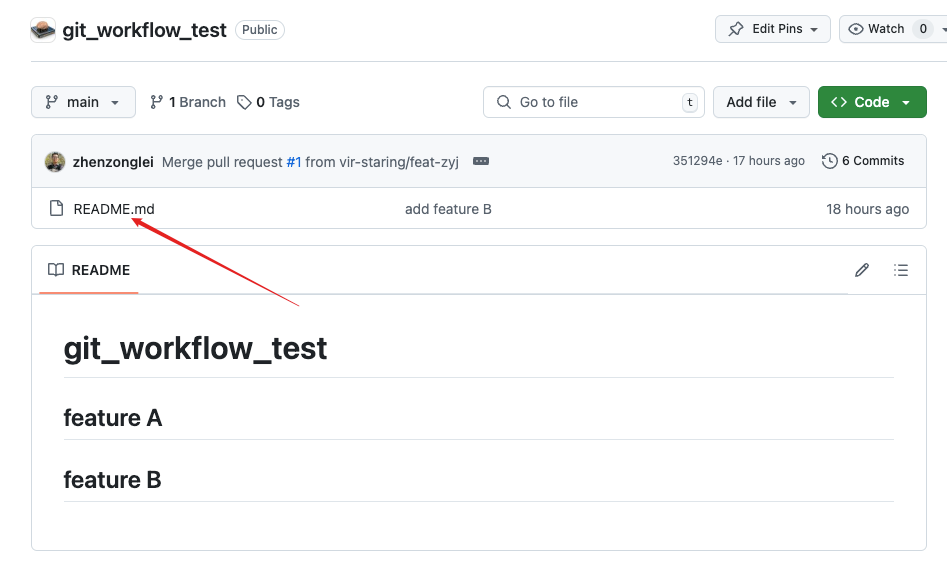 git_workflow_test Public Edit Pins Watch 0
main 1 Branch 0 Tags Go to file t Add file Code
zhenzonglei Merge pull request #1 from vir-staring/feat-zyj 351294e · 17 hours ago 6 Commits
README.md add feature B 18 hours ago
README
git_workflow_test
feature A
feature B